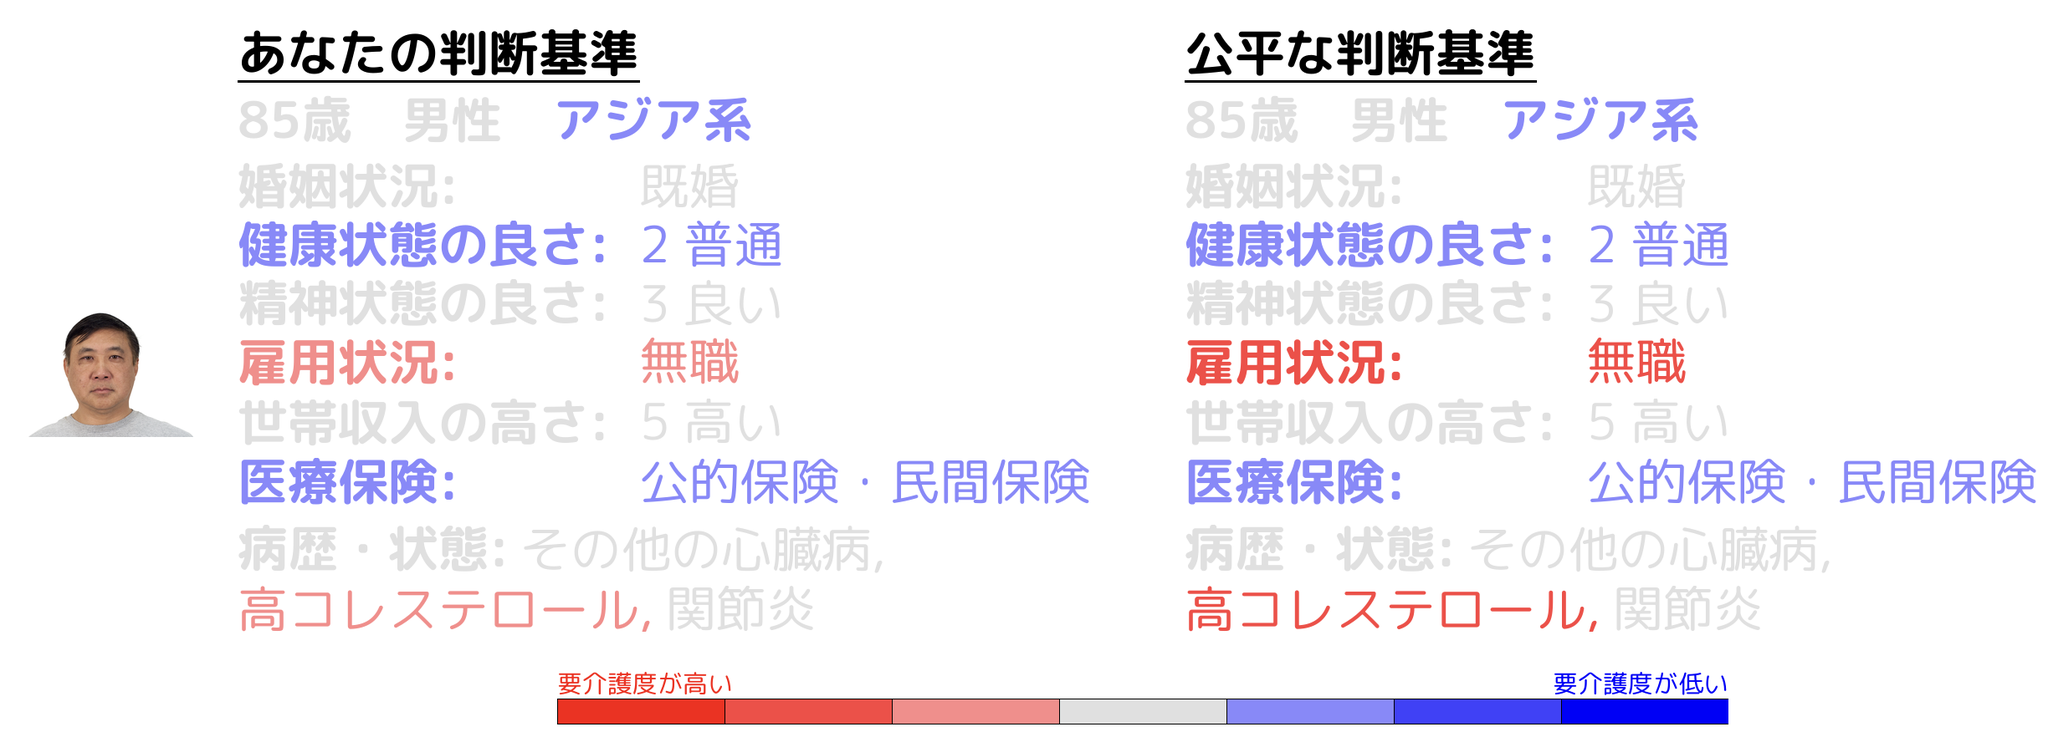 あなたの判断基準
85歳 男性 アジア系
婚姻状況: 既婚
健康状態の良さ: 2 普通
精神状態の良さ: 3 良い
雇用状況: 無職
世帯収入の高さ: 5 高い
医療保険: 公的保険・民間保険
病歴・状態: その他の心臓病,
高コレステロール, 関節炎
公平な判断基準
85歳 男性 アジア系
婚姻状況: 既婚
健康状態の良さ: 2 普通
精神状態の良さ: 3 良い
雇用状況: 無職
世帯収入の高さ: 5 高い
医療保険: 公的保険・民間保険
病歴・状態: その他の心臓病,
高コレステロール, 関節炎
要介護度が高い
要介護度が低い